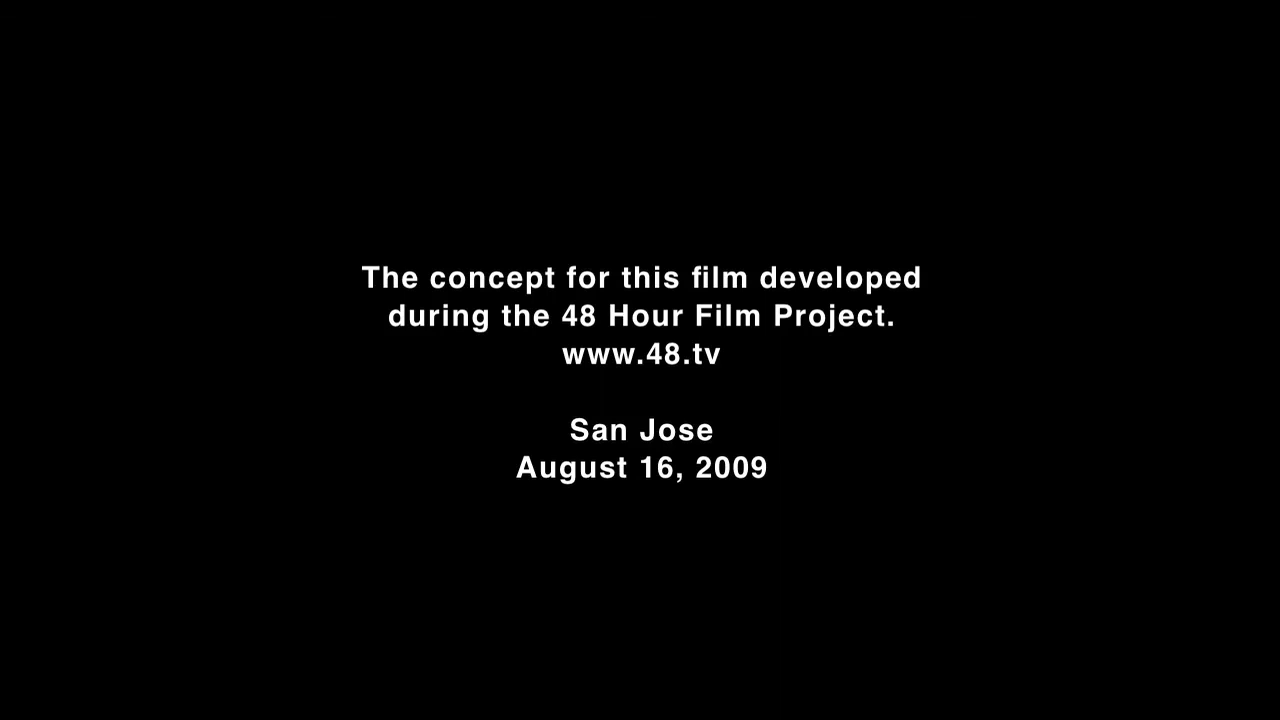 The concept for this film developed
during the 48 Hour Film Project.
www.48.tv
San Jose
August 16, 2009